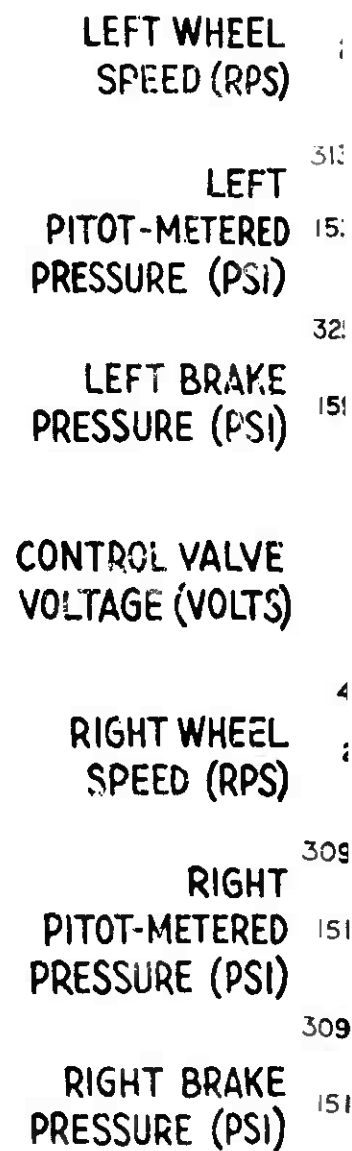 LEFT WHEEL
SPEED (RPS)
LEFT
PITOT-METERED
PRESSURE (PSI)
LEFT BRAKE
PRESSURE (PSI)
CONTROL VALVE
VOLTAGE (VOLTS)
4
RIGHT WHEEL
SPEED (RPS)
309
RIGHT
PITOT-METERED 151
PRESSURE (PSI)
309
RIGHT BRAKE
PRESSURE (PSI) 151